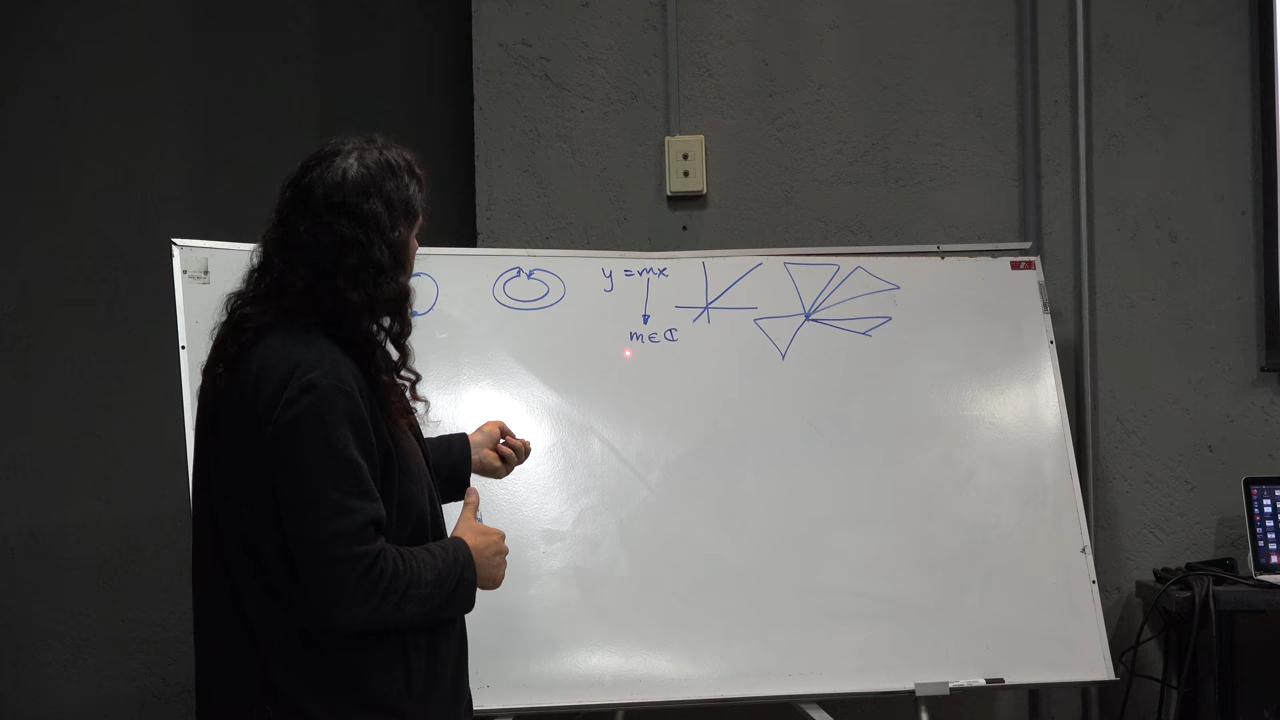 y = mx
m ∈ ℂ